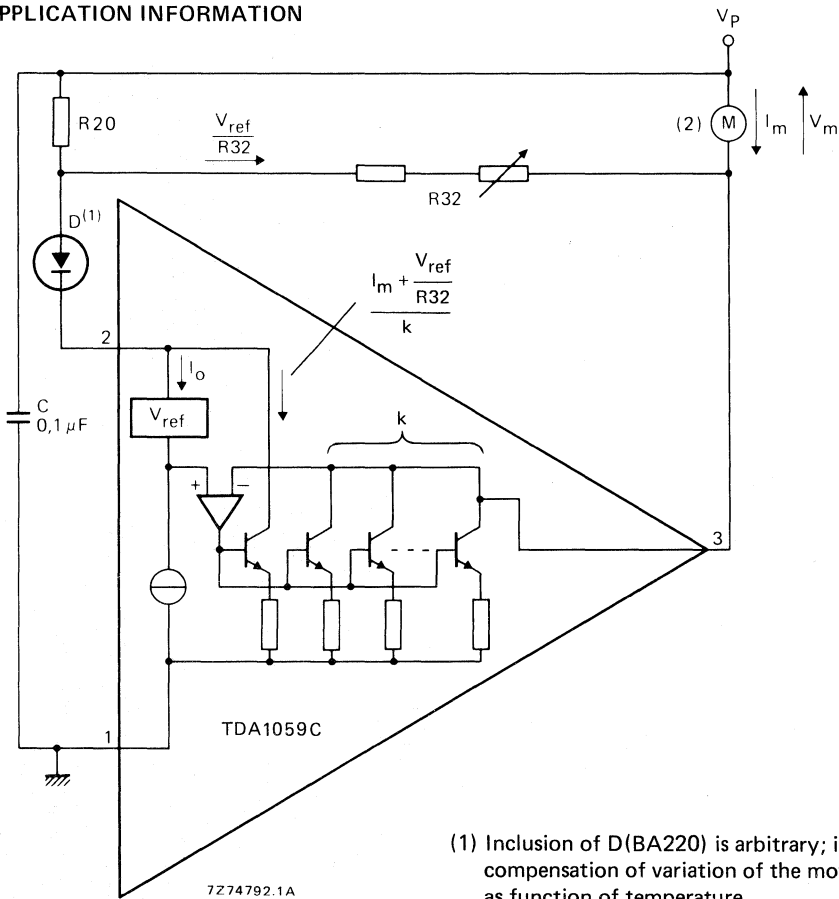 PPLICATION INFORMATION
V_P
R20
V_ref
R32
(2) M I_m V_m
R32
D(1)
I_m + V_ref
R32
k
2
I_o
C
0,1 µF
V_ref
k
+ −
3
1
TDA1059C
(1) Inclusion of D(BA220) is arbitrary;
compensation of variation of the
as function of temperature
7Z74792.1A